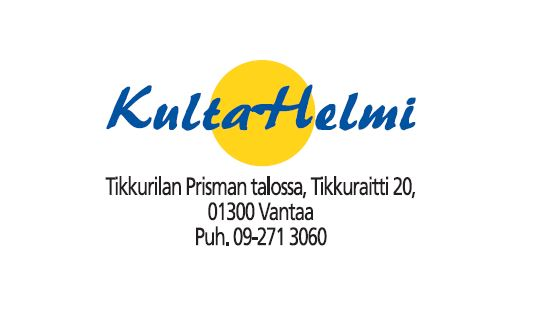 KultaHelmi
Tikkurilan Prisman talossa, Tikkuraitti 20,
01300 Vantaa
Puh. 09-271 3060